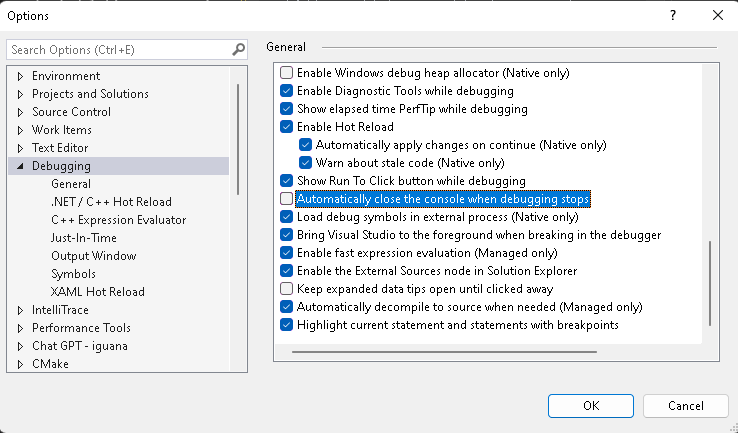 Options
?
Search Options (Ctrl+E)
Environment
Projects and Solutions
Source Control
Work Items
Text Editor
Debugging
General
.NET / C++ Hot Reload
C++ Expression Evaluator
Just-In-Time
Output Window
Symbols
XAML Hot Reload
IntelliTrace
Performance Tools
Chat GPT - iguana
CMake
General
Enable Windows debug heap allocator (Native only)
Enable Diagnostic Tools while debugging
Show elapsed time PerfTip while debugging
Enable Hot Reload
Automatically apply changes on continue (Native only)
Warn about stale code (Native only)
Show Run To Click button while debugging
Automatically close the console when debugging stops
Load debug symbols in external process (Native only)
Bring Visual Studio to the foreground when breaking in the debugger
Enable fast expression evaluation (Managed only)
Enable the External Sources node in Solution Explorer
Keep expanded data tips open until clicked away
Automatically decompile to source when needed (Managed only)
Highlight current statement and statements with breakpoints
OK
Cancel